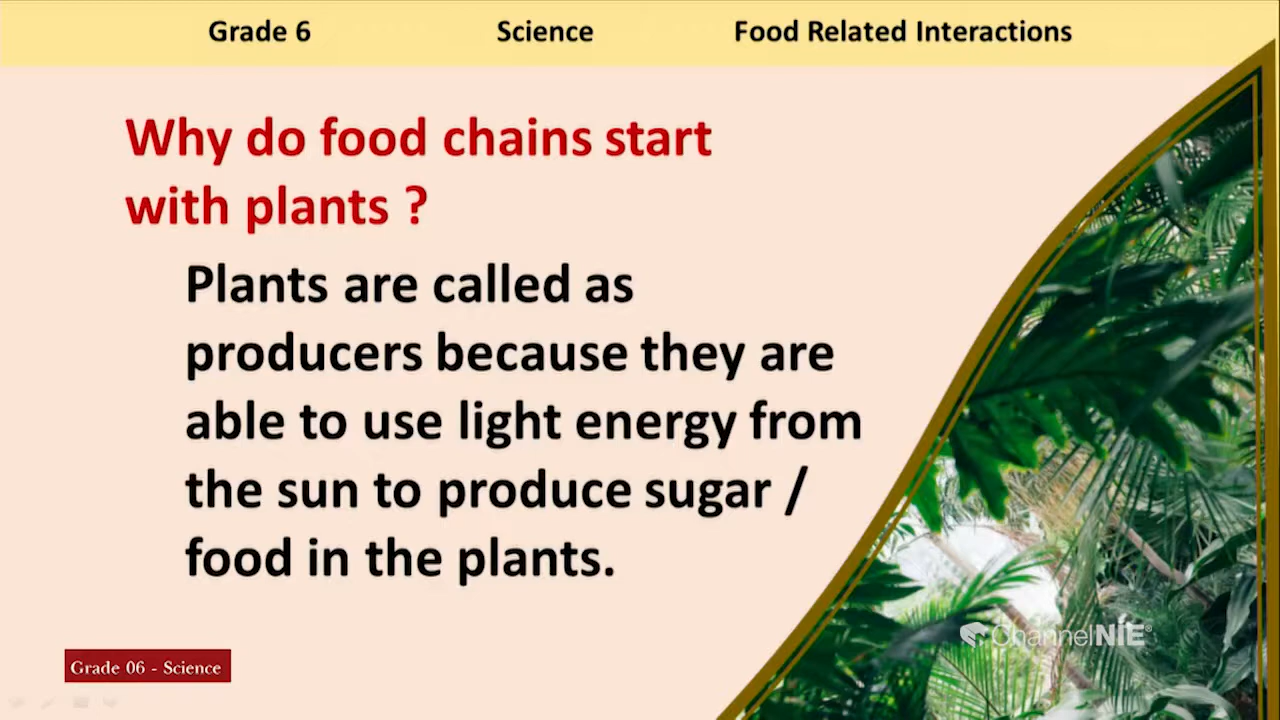 Grade 6 Science Food Related Interactions
Why do food chains start
with plants ?
Plants are called as
producers because they are
able to use light energy from
the sun to produce sugar /
food in the plants.
ChannelNIE®
Grade 06 - Science